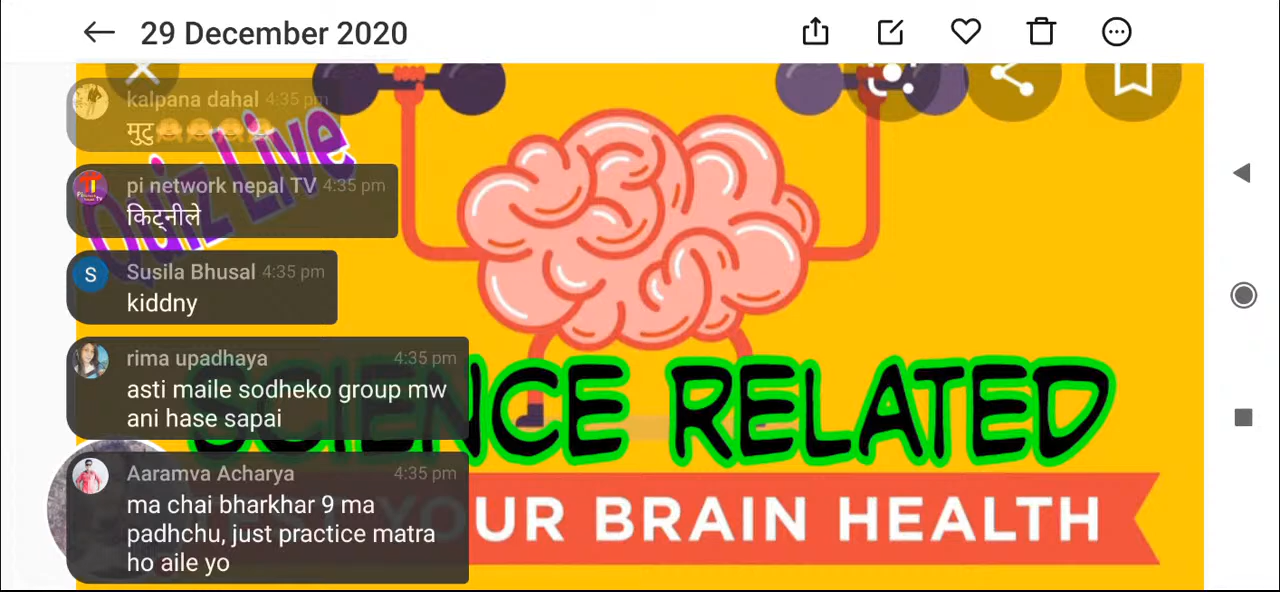 29 December 2020
kalpana dahal 4:35 pm
मुटु
pi network nepal TV 4:35 pm
किट्नीले
Quiz Live
S Susila Bhusal 4:35 pm
kiddny
rima upadhaya 4:35 pm
asti maile sodheko group mw
ani hase sapai
SCIENCE RELATED
Aaramva Acharya 4:35 pm
ma chai bharkhar 9 ma
padhchu, just practice matra
ho aile yo
YOUR BRAIN HEALTH